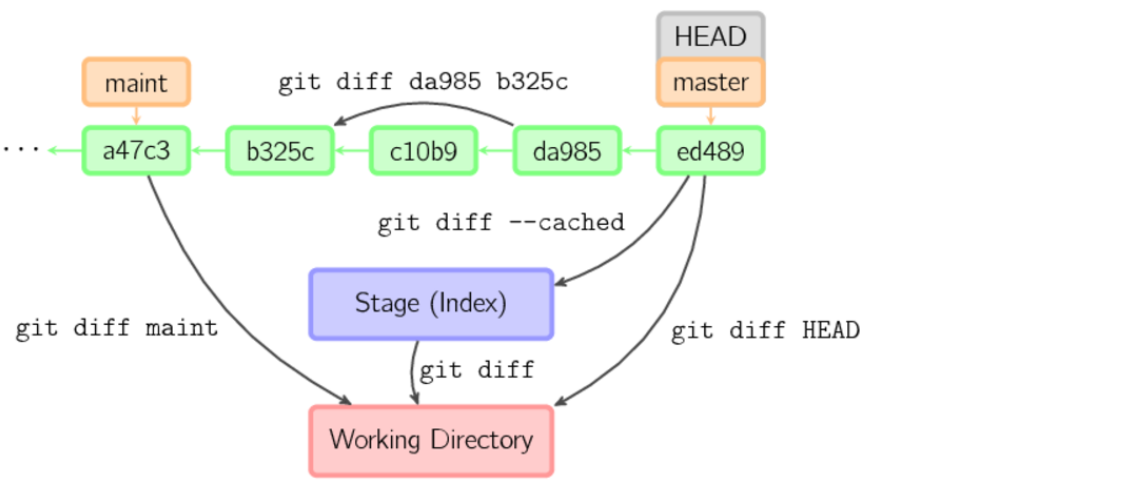 HEAD
maint
git diff da985 b325c
master
...
a47c3
b325c
c10b9
da985
ed489
git diff --cached
Stage (Index)
git diff maint
git diff HEAD
git diff
Working Directory